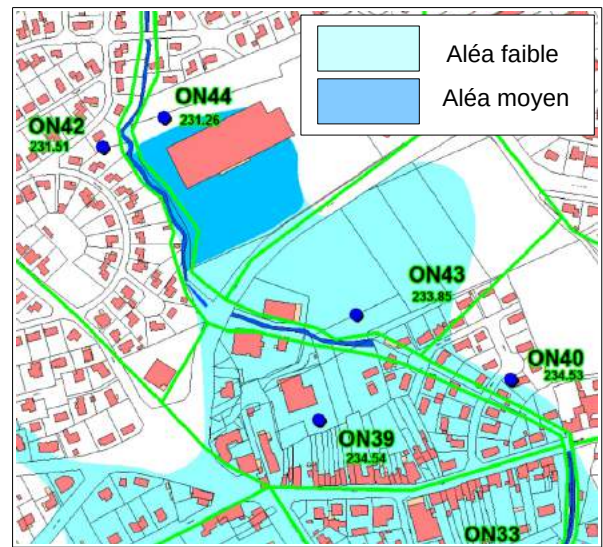 Aléa faible
Aléa moyen
ON44
231.26
ON42
231.51
ON43
233.85
ON40
234.53
ON39
234.54
ON33